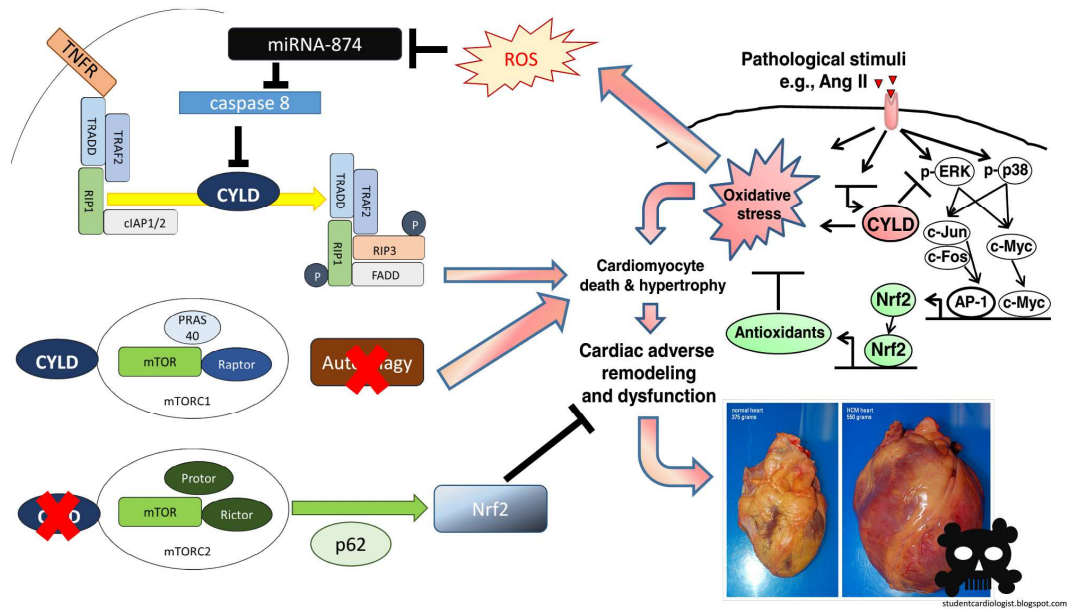 TNFR
miRNA-874
ROS
caspase 8
TRADD
TRAF2
RIP1
cIAP1/2
CYLD
TRADD
TRAF2
RIP1
P
RIP3
FADD
P
Pathological stimuli
e.g., Ang II
p-ERK
p-p38
Oxidative
stress
CYLD
c-Jun
c-Fos
c-Myc
AP-1
c-Myc
Nrf2
Nrf2
Antioxidants
Cardiomyocyte
death & hypertrophy
Cardiac adverse
remodeling
and dysfunction
CYLD
PRAS
40
mTOR
Raptor
mTORC1
Autophagy
CYLD
Protor
mTOR
Rictor
mTORC2
p62
Nrf2
normal heart
375 grams
HCM heart
550 grams
studentcardiologist.blogspot.com